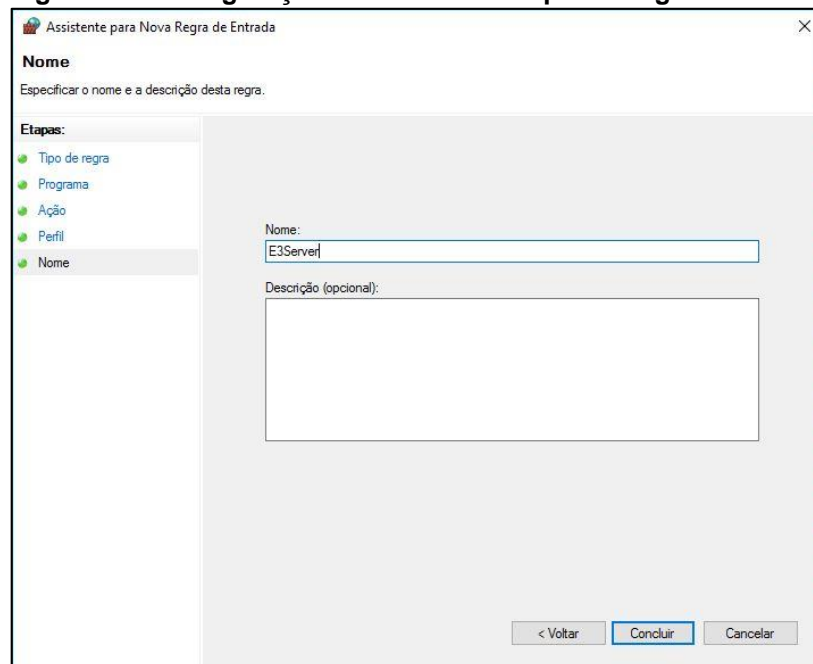 Assistente para Nova Regra de Entrada
Nome
Especificar o nome e a descrição desta regra.
Etapas:
Tipo de regra
Programa
Ação
Perfil
Nome
Nome:
E3Server
Descrição (opcional):
< Voltar
Concluir
Cancelar